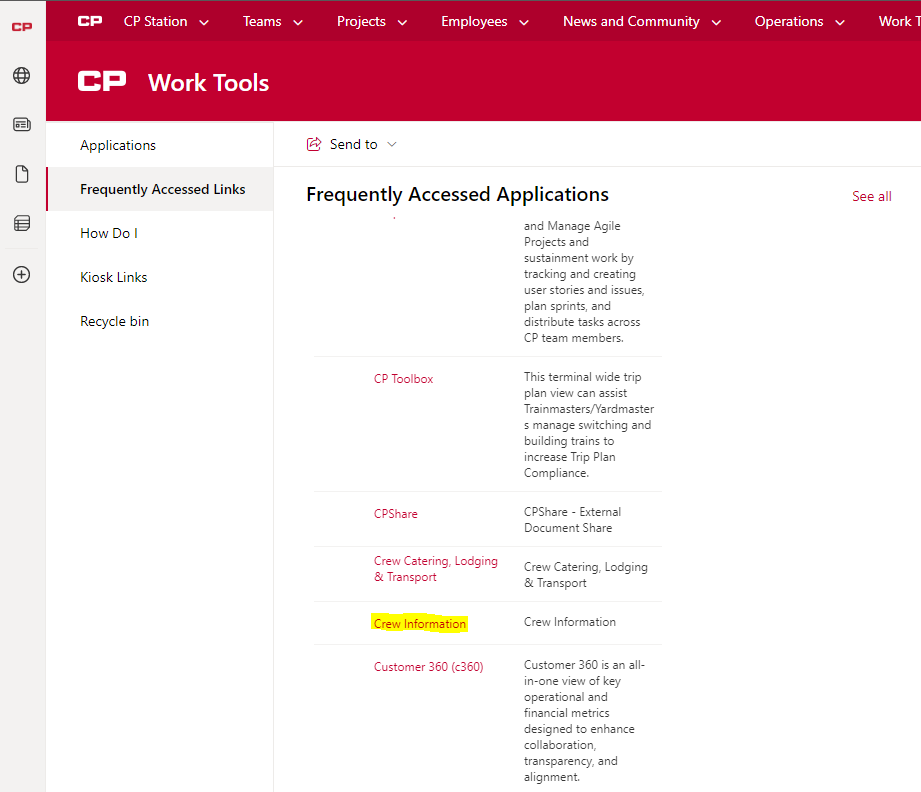 CP
CP CP Station Teams Projects Employees News and Community Operations Work T
CP Work Tools
Applications
Frequently Accessed Links
How Do I
Kiosk Links
Recycle bin
Send to
Frequently Accessed Applications
See all
and Manage Agile
Projects and
sustainment work by
tracking and creating
user stories and issues,
plan sprints, and
distribute tasks across
CP team members.
CP Toolbox
This terminal wide trip
plan view can assist
Trainmasters/Yardmaster
s manage switching and
building trains to
increase Trip Plan
Compliance.
CPShare
CPShare - External
Document Share
Crew Catering, Lodging
& Transport
Crew Catering, Lodging
& Transport
Crew Information
Crew Information
Customer 360 (c360)
Customer 360 is an all-
in-one view of key
operational and
financial metrics
designed to enhance
collaboration,
transparency, and
alignment.